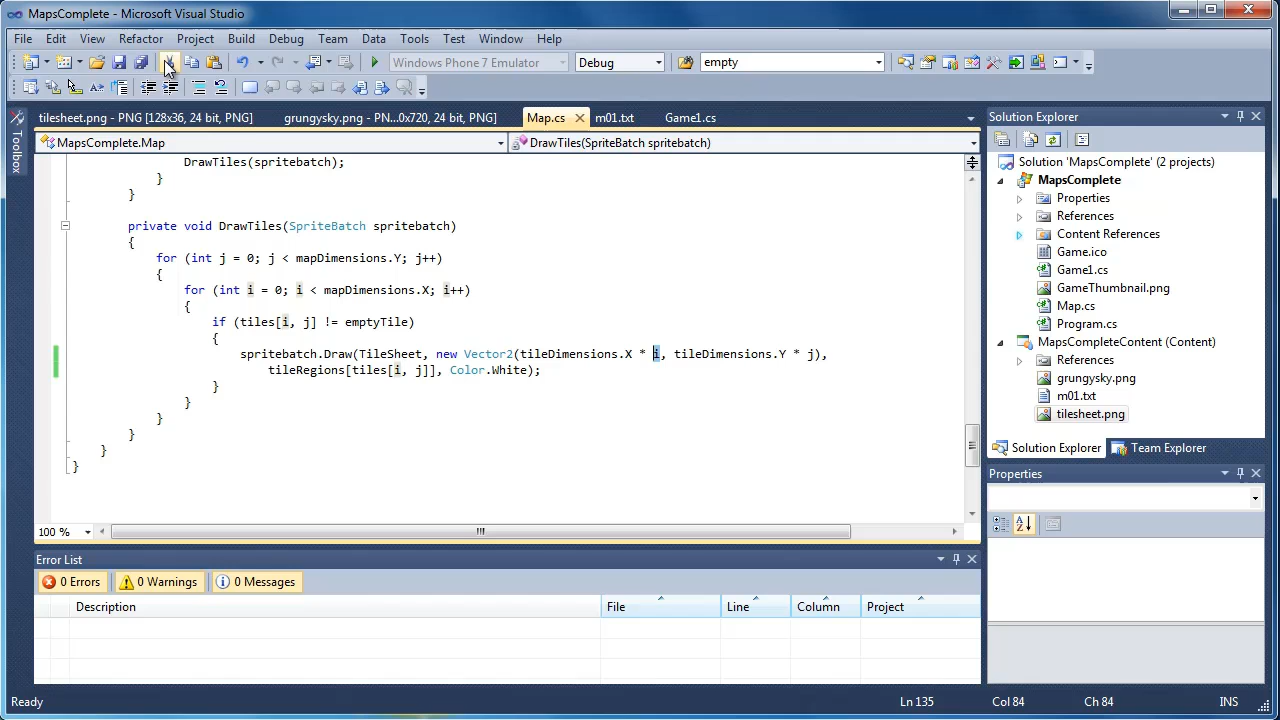 MapsComplete - Microsoft Visual Studio
File Edit View Refactor Project Build Debug Team Data Tools Test Window Help
Windows Phone 7 Emulator Debug empty
tilesheet.png - PNG [128x36, 24 bit, PNG] grungysky.png - PN...0x720, 24 bit, PNG] Map.cs m01.txt Game1.cs
Toolbox
MapsComplete.Map DrawTiles(SpriteBatch spritebatch)
DrawTiles(spritebatch);
}
}
private void DrawTiles(SpriteBatch spritebatch)
{
for (int j = 0; j < mapDimensions.Y; j++)
{
for (int i = 0; i < mapDimensions.X; i++)
{
if (tiles[i, j] != emptyTile)
{
spritebatch.Draw(TileSheet, new Vector2(tileDimensions.X * i, tileDimensions.Y * j),
tileRegions[tiles[i, j]], Color.White);
}
}
}
}
}
}
100 %
Solution Explorer
Solution 'MapsComplete' (2 projects)
MapsComplete
Properties
References
Content References
Game.ico
Game1.cs
GameThumbnail.png
Map.cs
Program.cs
MapsCompleteContent (Content)
References
grungysky.png
m01.txt
tilesheet.png
Solution Explorer Team Explorer
Properties
Error List
0 Errors 0 Warnings 0 Messages
Description File Line Column Project
Ready Ln 135 Col 84 Ch 84 INS